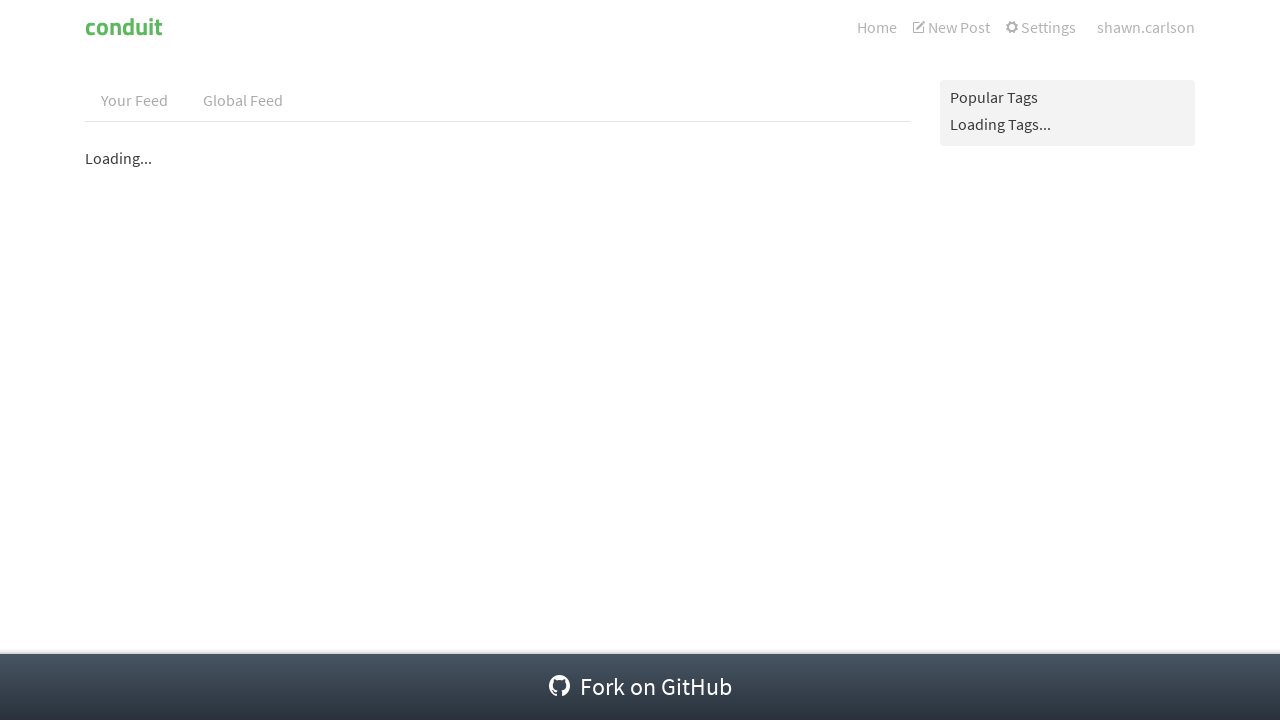 conduit
Home New Post Settings shawn.carlson
Your Feed Global Feed
Popular Tags
Loading Tags...
Loading...
Fork on GitHub